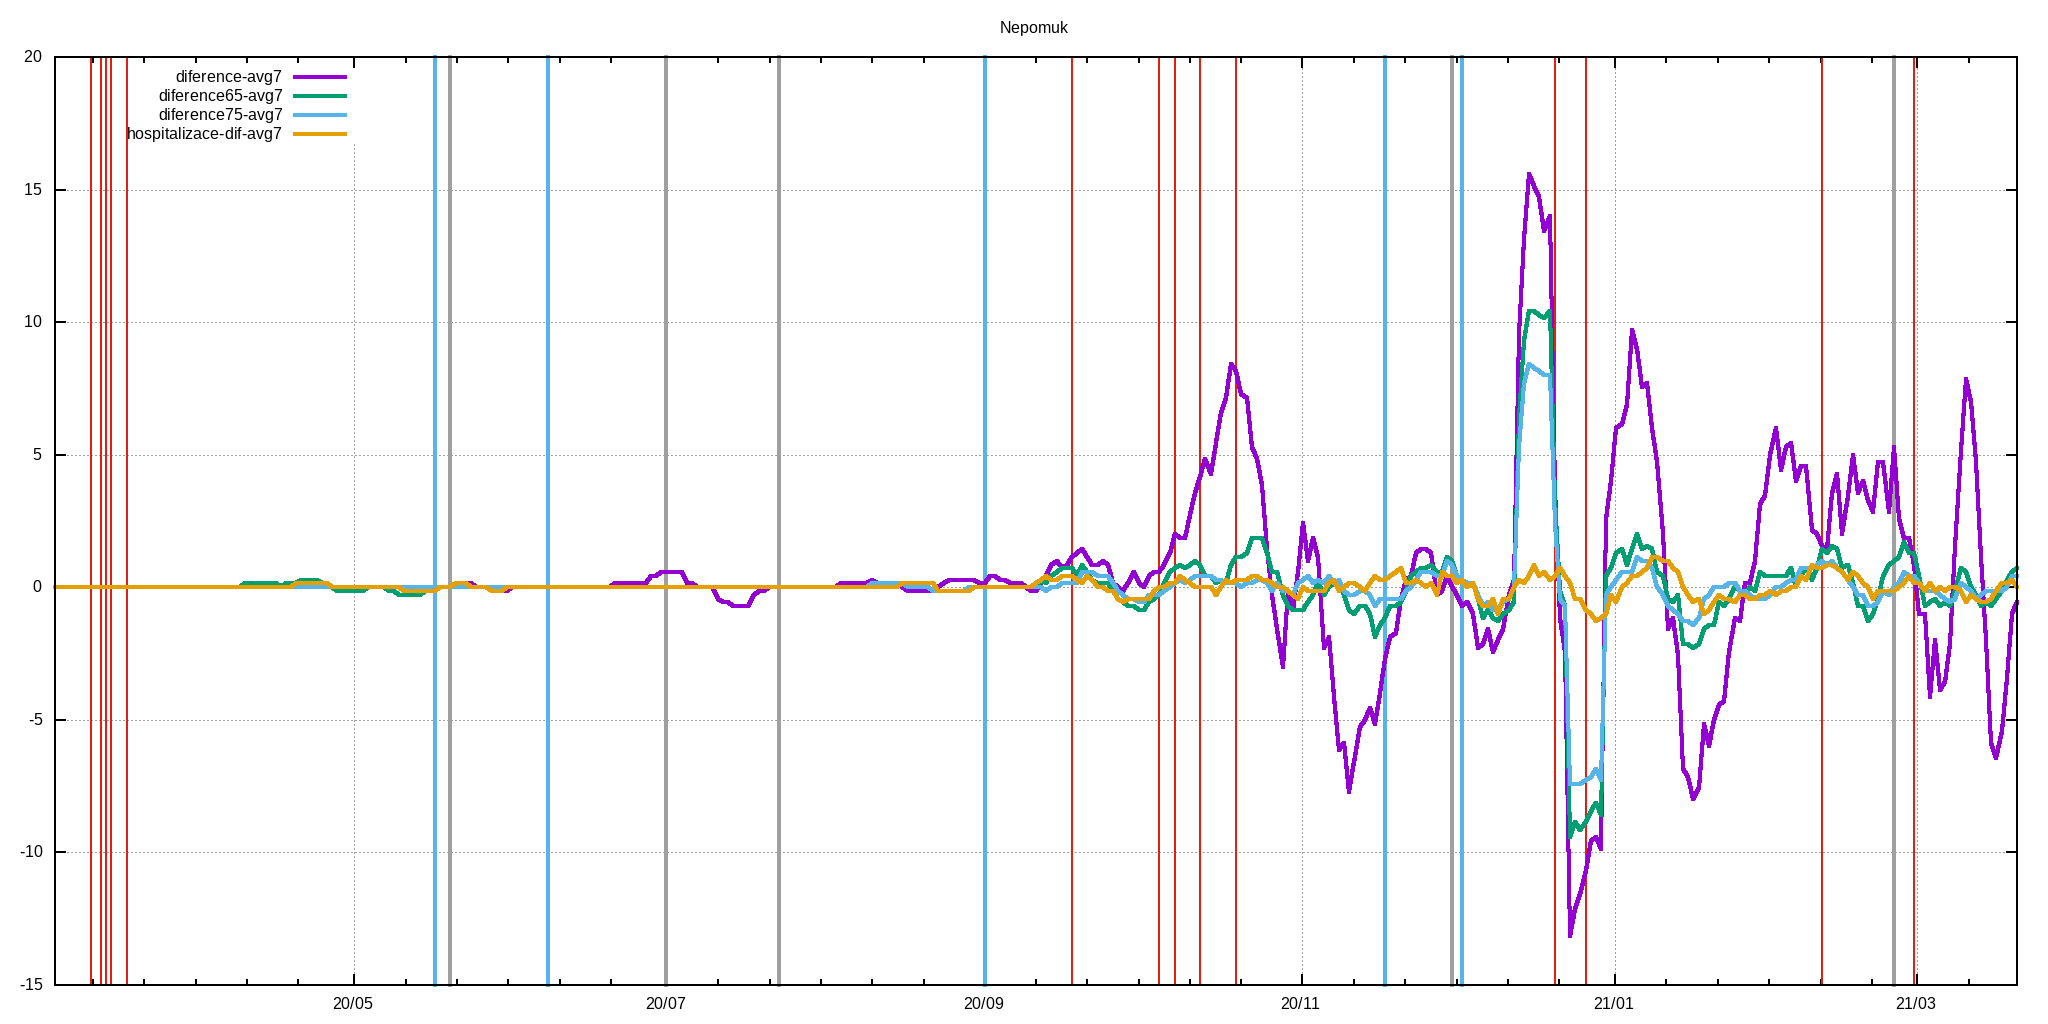 Nepomuk
20
15
10
5
0
-5
-10
-15
diference-avg7
diference65-avg7
diference75-avg7
hospitalizace-dif-avg7
20/05
20/07
20/09
20/11
21/01
21/03